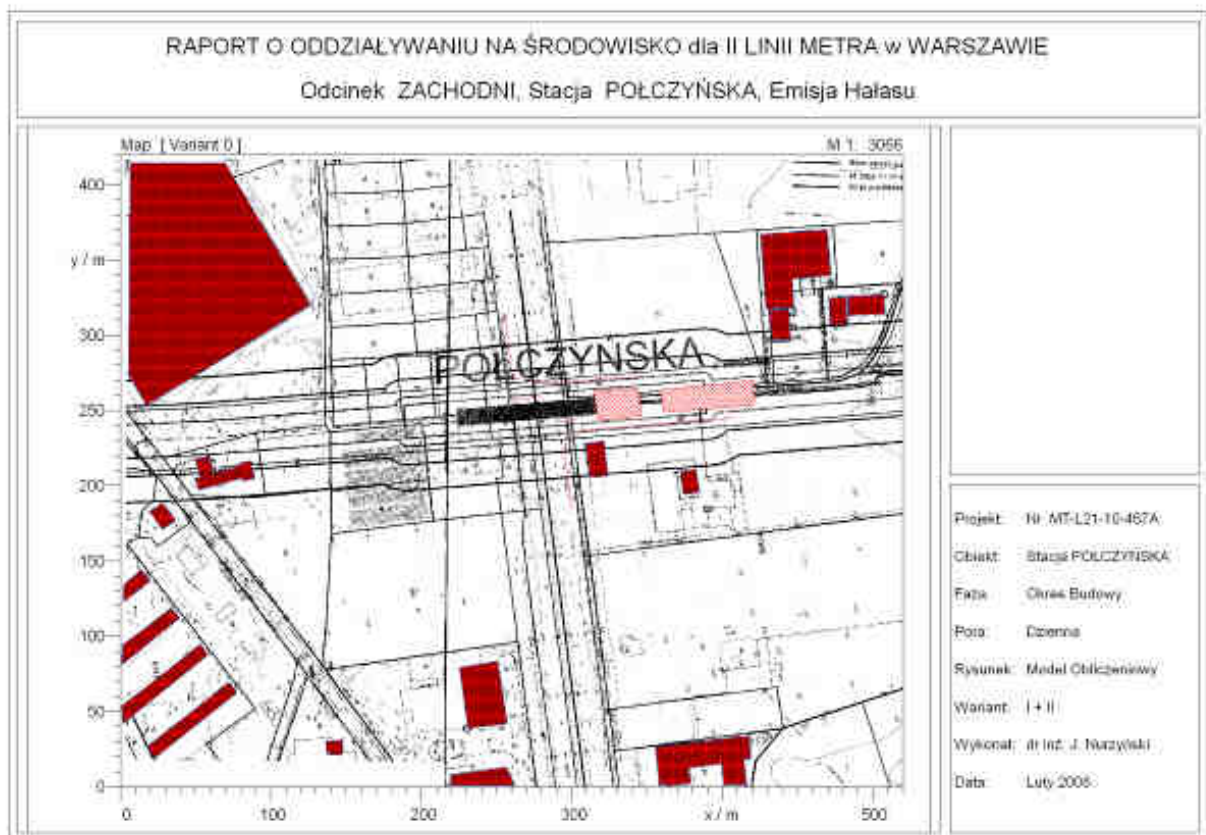 RAPORT O ODDZIAŁYWANIU NA ŚRODOWISKO dla II LINII METRA w WARSZAWIE
Odcinek ZACHODNI, Stacja POŁCZYŃSKA, Emisja Hałasu
Map [ Variant 0 ]
M 1: 3066
400
y / m
300
250
200
150
100
50
0
POŁCZYŃSKA
0
100
200
300
x / m
500
Projekt: Nr MT-L21-10-467A
Obiekt: Stacja POŁCZYŃSKA
Faza: Okres Budowy
Pora: Dzienna
Rysunek: Model Obliczeniowy
Wariant: I + II
Wykonał: dr inż. J. Nurzyński
Data: Luty 2008